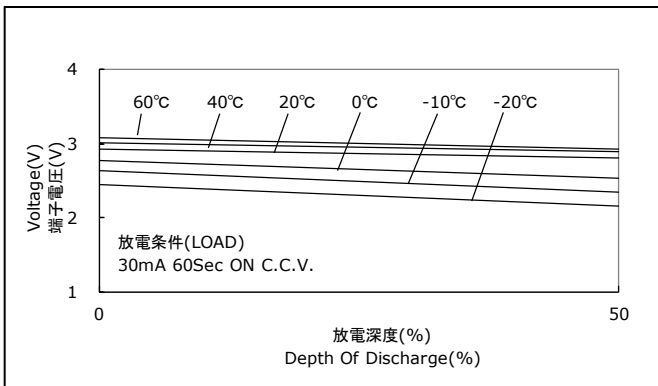 4
60℃ 40℃ 20℃ 0℃ -10℃ -20℃
3
Voltage(V)
端子電圧(V)
2
放電条件(LOAD)
30mA 60Sec ON C.C.V.
1
0 50
放電深度(%)
Depth Of Discharge(%)